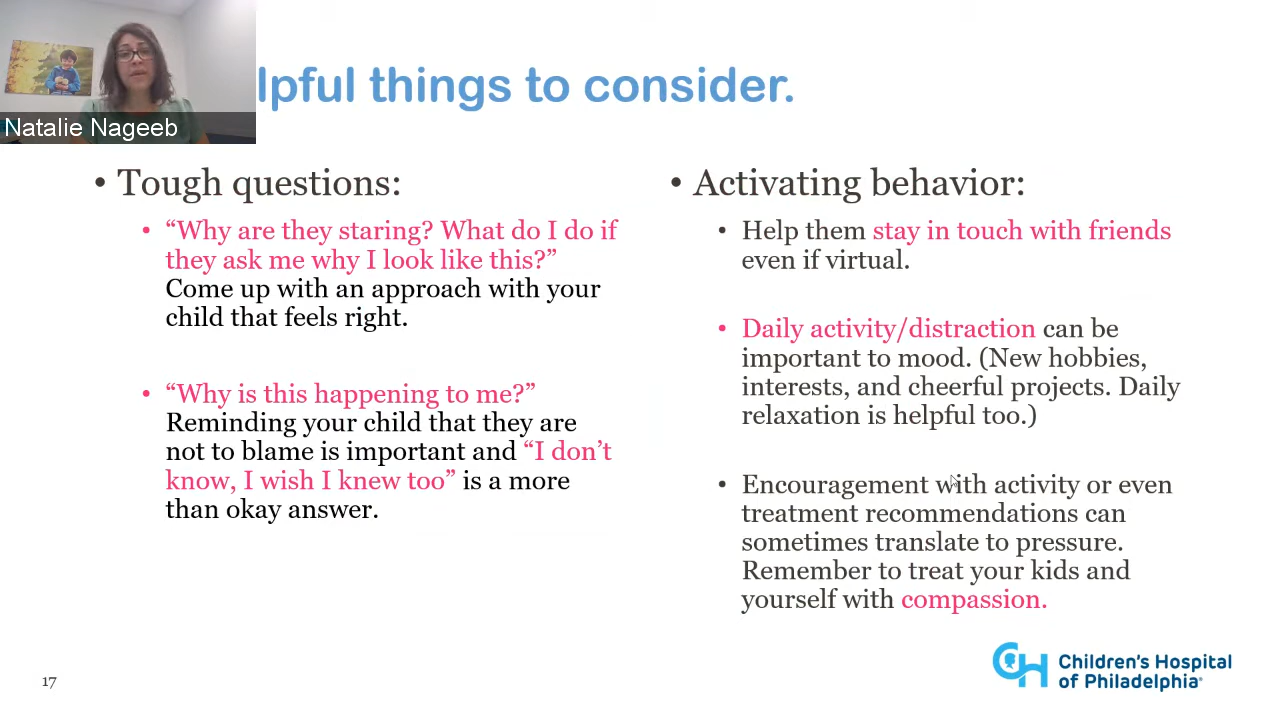 lpful things to consider.
Natalie Nageeb
• Tough questions:
• “Why are they staring? What do I do if
they ask me why I look like this?”
Come up with an approach with your
child that feels right.
• “Why is this happening to me?”
Reminding your child that they are
not to blame is important and “I don’t
know, I wish I knew too” is a more
than okay answer.
• Activating behavior:
• Help them stay in touch with friends
even if virtual.
• Daily activity/distraction can be
important to mood. (New hobbies,
interests, and cheerful projects. Daily
relaxation is helpful too.)
• Encouragement with activity or even
treatment recommendations can
sometimes translate to pressure.
Remember to treat your kids and
yourself with compassion.
17
CH Children’s Hospital
of Philadelphia